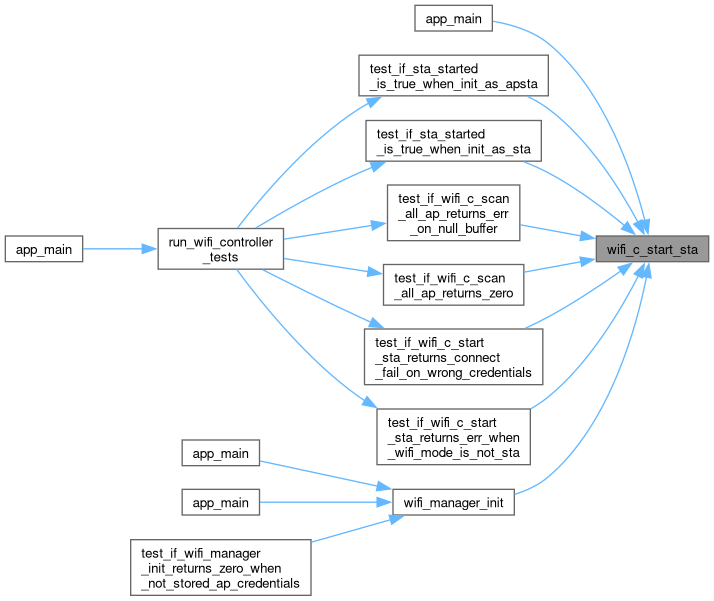 app_main
test_if_sta_started
_is_true_when_init_as_apsta
test_if_sta_started
_is_true_when_init_as_sta
test_if_wifi_c_scan
_all_ap_returns_err
_on_null_buffer
app_main
run_wifi_controller
_tests
wifi_c_start_sta
test_if_wifi_c_scan
_all_ap_returns_zero
test_if_wifi_c_start
_sta_returns_connect
_fail_on_wrong_credentials
test_if_wifi_c_start
_sta_returns_err_when
_wifi_mode_is_not_sta
app_main
app_main
wifi_manager_init
test_if_wifi_manager
_init_returns_zero_when
_not_stored_ap_credentials